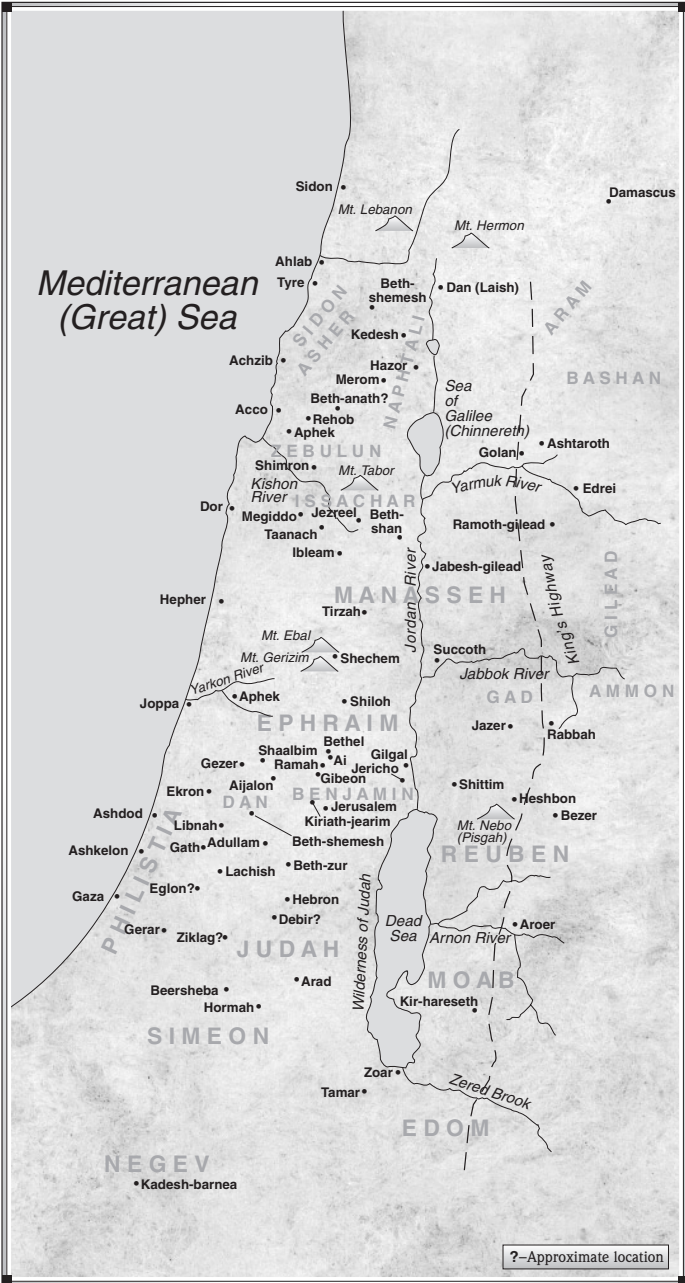 Sidon
Damascus
Mt. Lebanon
Mt. Hermon
Ahlab
Tyre
Mediterranean
(Great) Sea
Beth-
shemesh
Dan (Laish)
SIDON
ASHER
ARAM
Kedesh
NAPHTALI
Achzib
Hazor
Merom
BASHAN
Sea
of
Galilee
(Chinnereth)
Beth-anath?
Acco
Rehob
Aphek
ZEBULUN
Golan
Ashtaroth
Shimron
Mt. Tabor
Kishon
River
Yarmuk River
Edrei
ISSACHAR
Dor
Megiddo
Jezreel
Beth-
shan
Ramoth-gilead
Taanach
Ibleam
Jabesh-gilead
Jordan River
King's Highway
GILEAD
MANASSEH
Hepher
Tirzah
Mt. Ebal
Mt. Gerizim
Shechem
Succoth
Jabbok River
Yarkon River
Joppa
Aphek
Shiloh
GAD
AMMON
EPHRAIM
Jazer
Rabbah
Shaalbim
Bethel
Gezer
Ramah
Ai
Gilgal
Jericho
Gibeon
Aijalon
Ekron
BENJAMIN
Shittim
DAN
Heshbon
Jerusalem
Ashdod
Kiriath-jearim
Bezer
Libnah
Mt. Nebo
(Pisgah)
PHILISTIA
Gath
Adullam
Beth-shemesh
Ashkelon
REUBEN
Lachish
Beth-zur
Eglon?
Gaza
Hebron
Wilderness of Judah
Debir?
Dead
Sea
Aroer
Gerar
Ziklag?
Arnon River
JUDAH
Arad
MOAB
Beersheba
Kir-hareseth
Hormah
SIMEON
Zoar
Tamar
Zered Brook
EDOM
NEGEV
Kadesh-barnea
?–Approximate location